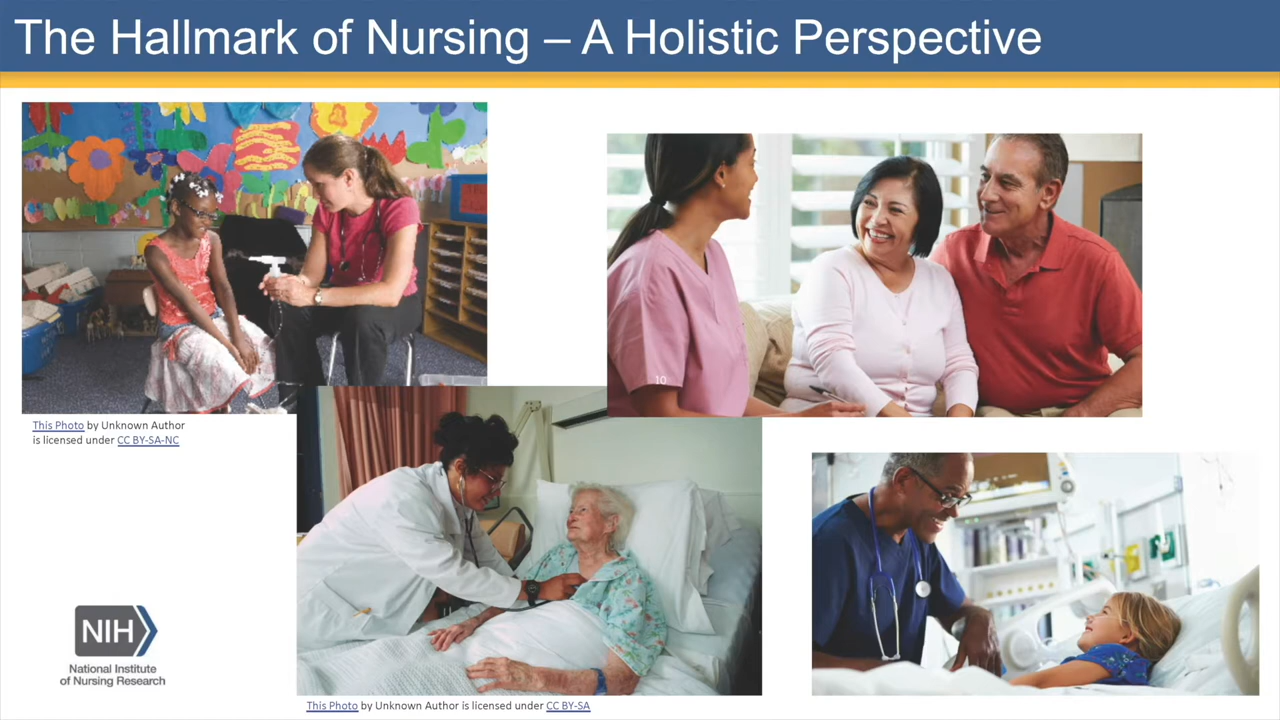 The Hallmark of Nursing – A Holistic Perspective
10
This Photo by Unknown Author
is licensed under CC BY-SA-NC
NIH
National Institute
of Nursing Research
This Photo by Unknown Author is licensed under CC BY-SA